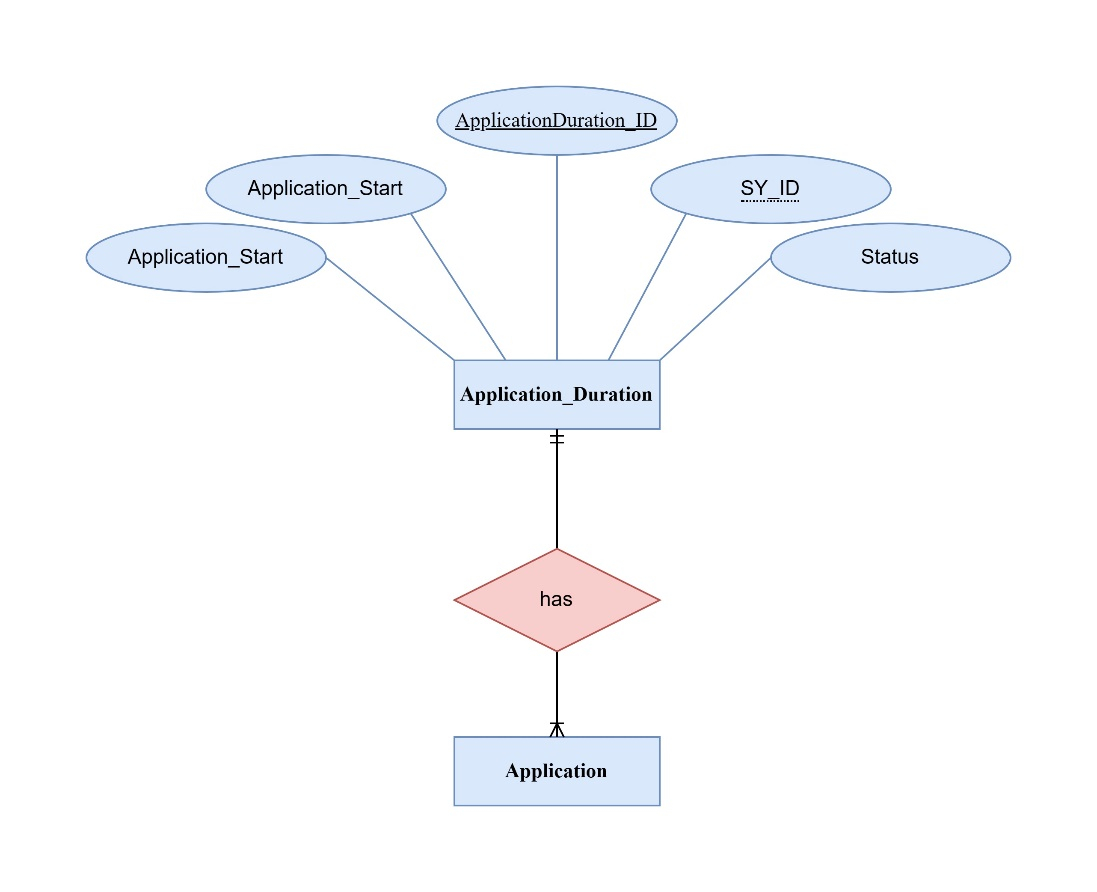 ApplicationDuration_ID
Application_Start
SY_ID
Application_Start
Status
Application_Duration
has
Application